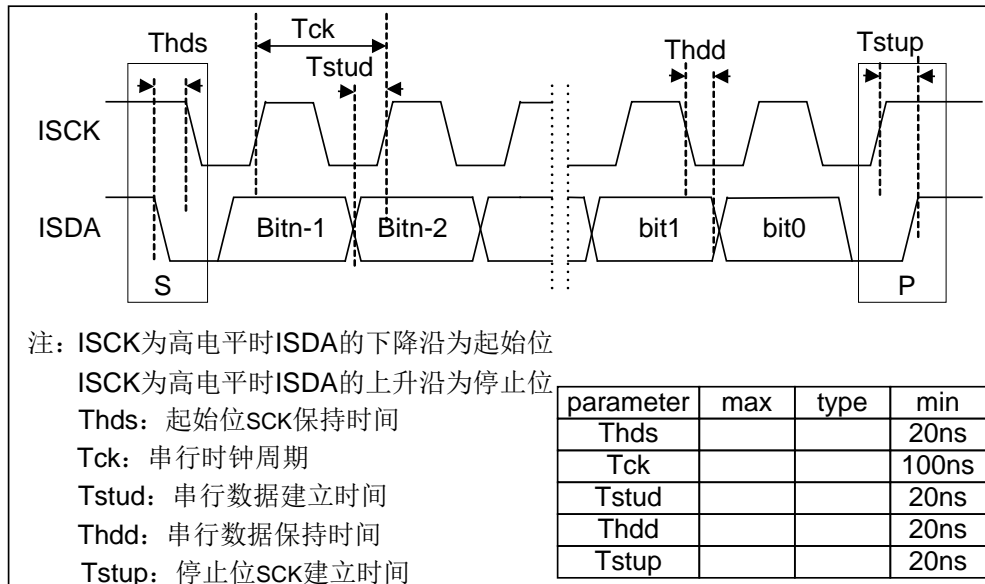 Tck
Thds
Tstud
Thdd
Tstup
ISCK
ISDA
Bitn-1
Bitn-2
bit1
bit0
S
P
注：ISCK为高电平时ISDA的下降沿为起始位
ISCK为高电平时ISDA的上升沿为停止位
Thds：起始位SCK保持时间
Tck：串行时钟周期
Tstud：串行数据建立时间
Thdd：串行数据保持时间
Tstup：停止位SCK建立时间
parameter max type min
Thds 20ns
Tck 100ns
Tstud 20ns
Thdd 20ns
Tstup 20ns